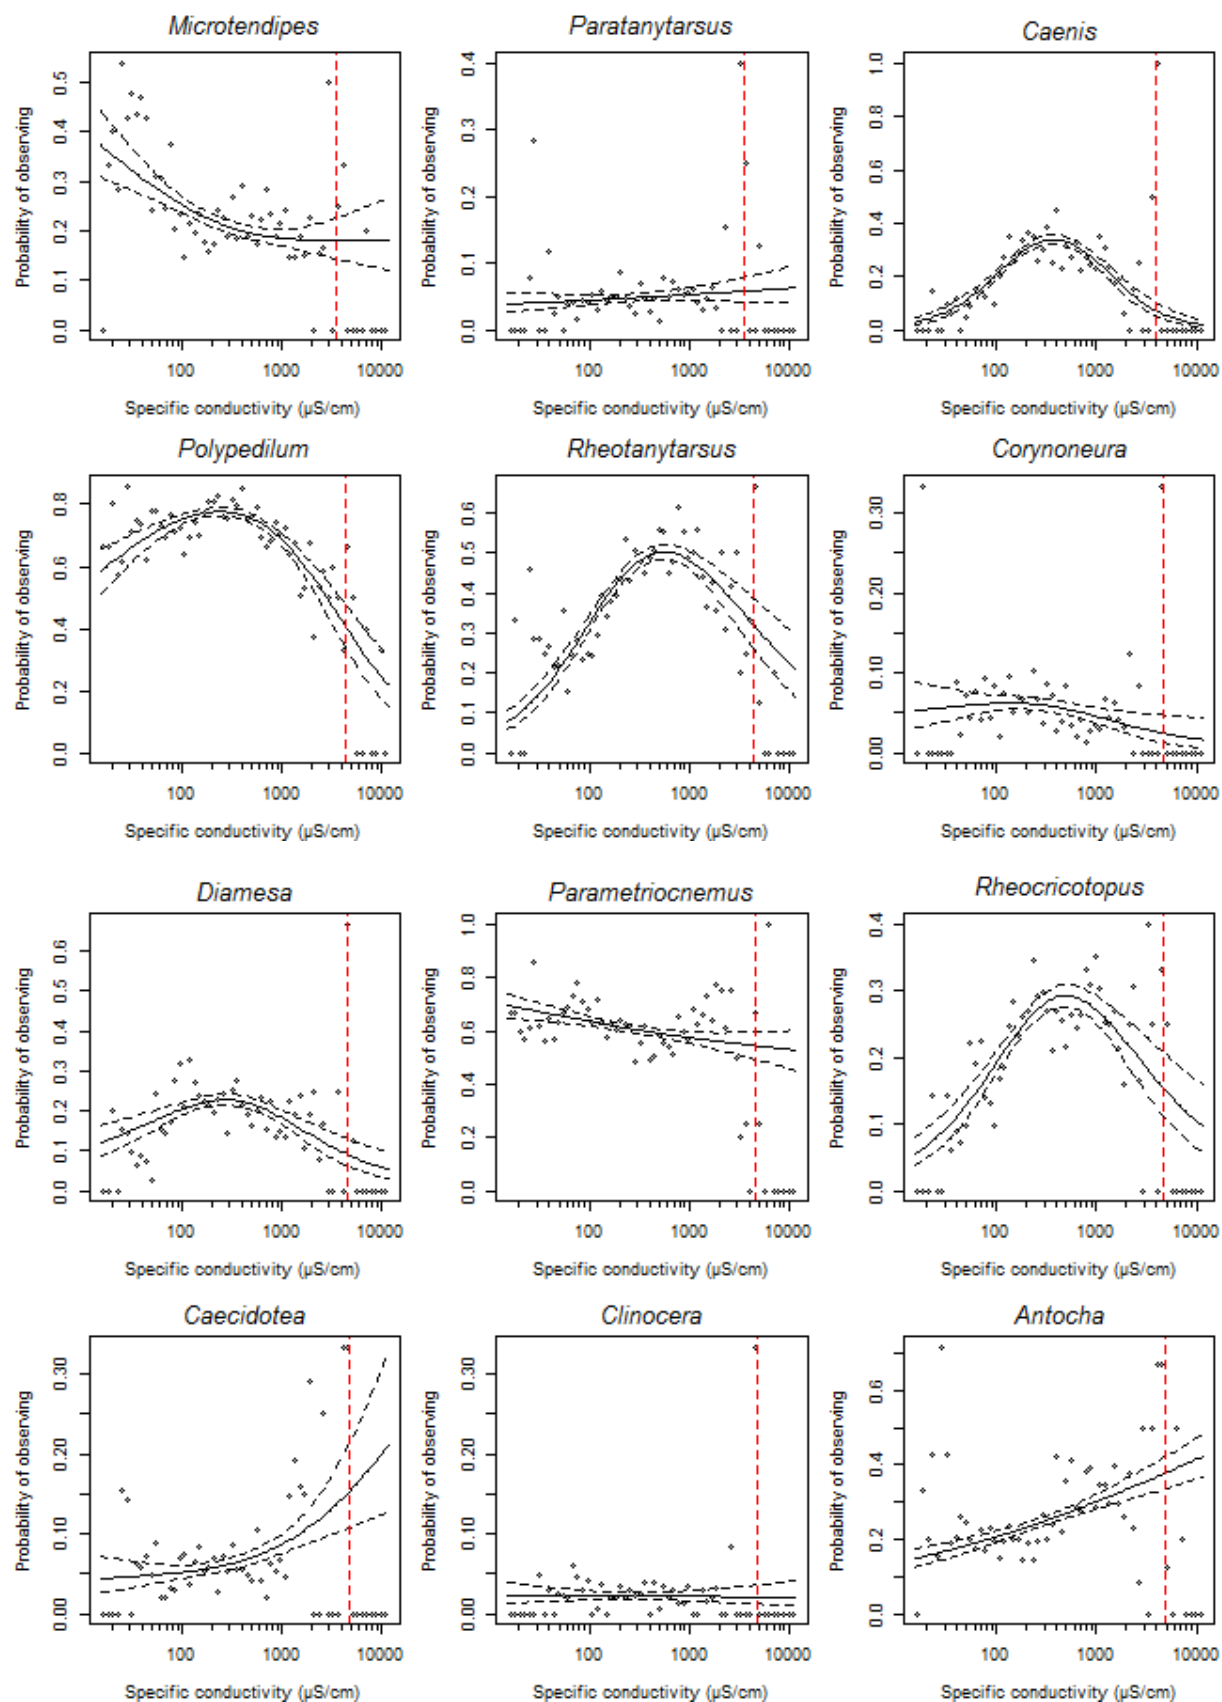 Microtendipes
Paratanytarsus
Caenis
Probability of observing
0.0 0.1 0.2 0.3 0.4 0.5
100 1000 10000
Specific conductivity (µS/cm)
Probability of observing
0.0 0.1 0.2 0.3 0.4
100 1000 10000
Specific conductivity (µS/cm)
Probability of observing
0.0 0.2 0.4 0.6 0.8 1.0
100 1000 10000
Specific conductivity (µS/cm)
Polypedilum
Rheotanytarsus
Corynoneura
Probability of observing
0.0 0.2 0.4 0.6 0.8
100 1000 10000
Specific conductivity (µS/cm)
Probability of observing
0.0 0.1 0.2 0.3 0.4 0.5 0.6
100 1000 10000
Specific conductivity (µS/cm)
Probability of observing
0.00 0.10 0.20 0.30
100 1000 10000
Specific conductivity (µS/cm)
Diamesa
Parametriocnemus
Rheocricotopus
Probability of observing
0.0 0.1 0.2 0.3 0.4 0.5 0.6
100 1000 10000
Specific conductivity (µS/cm)
Probability of observing
0.0 0.2 0.4 0.6 0.8 1.0
100 1000 10000
Specific conductivity (µS/cm)
Probability of observing
0.0 0.1 0.2 0.3 0.4
100 1000 10000
Specific conductivity (µS/cm)
Caecidotea
Clinocera
Antocha
Probability of observing
0.00 0.10 0.20 0.30
100 1000 10000
Specific conductivity (µS/cm)
Probability of observing
0.00 0.10 0.20 0.30
100 1000 10000
Specific conductivity (µS/cm)
Probability of observing
0.0 0.2 0.4 0.6
100 1000 10000
Specific conductivity (µS/cm)